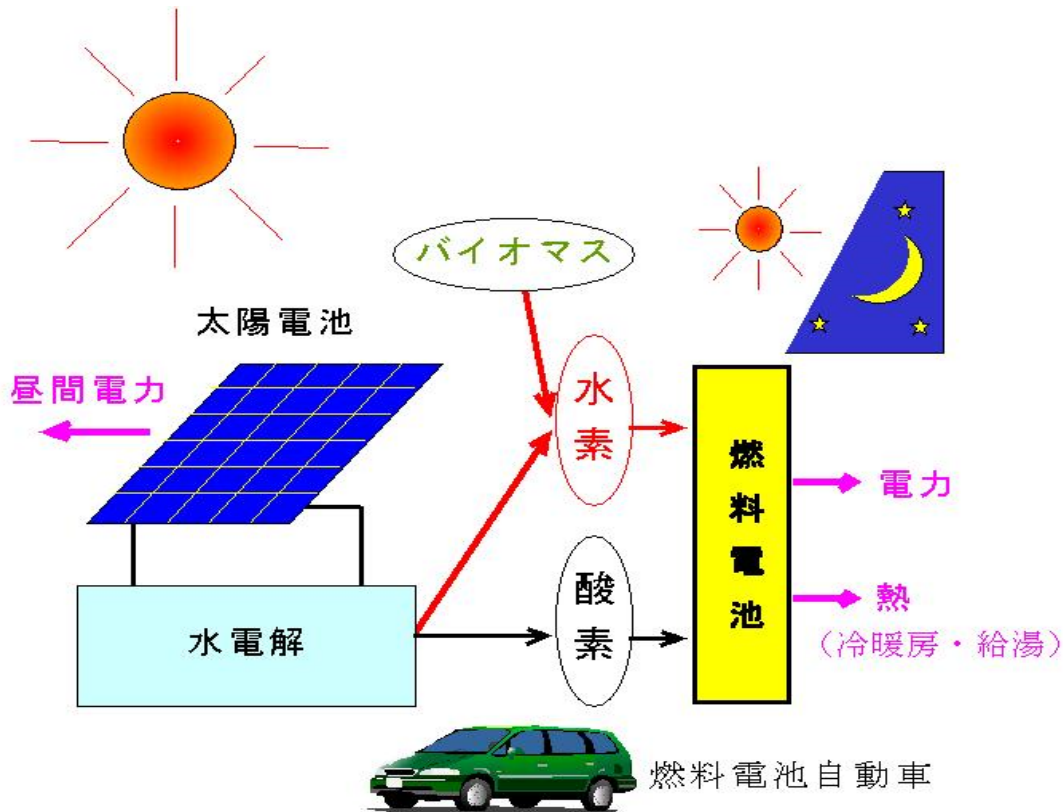 バイオマス
太陽電池
昼間電力
水素
燃料電池
電力
酸素
熱
水電解
（冷暖房・給湯）
燃料電池自動車